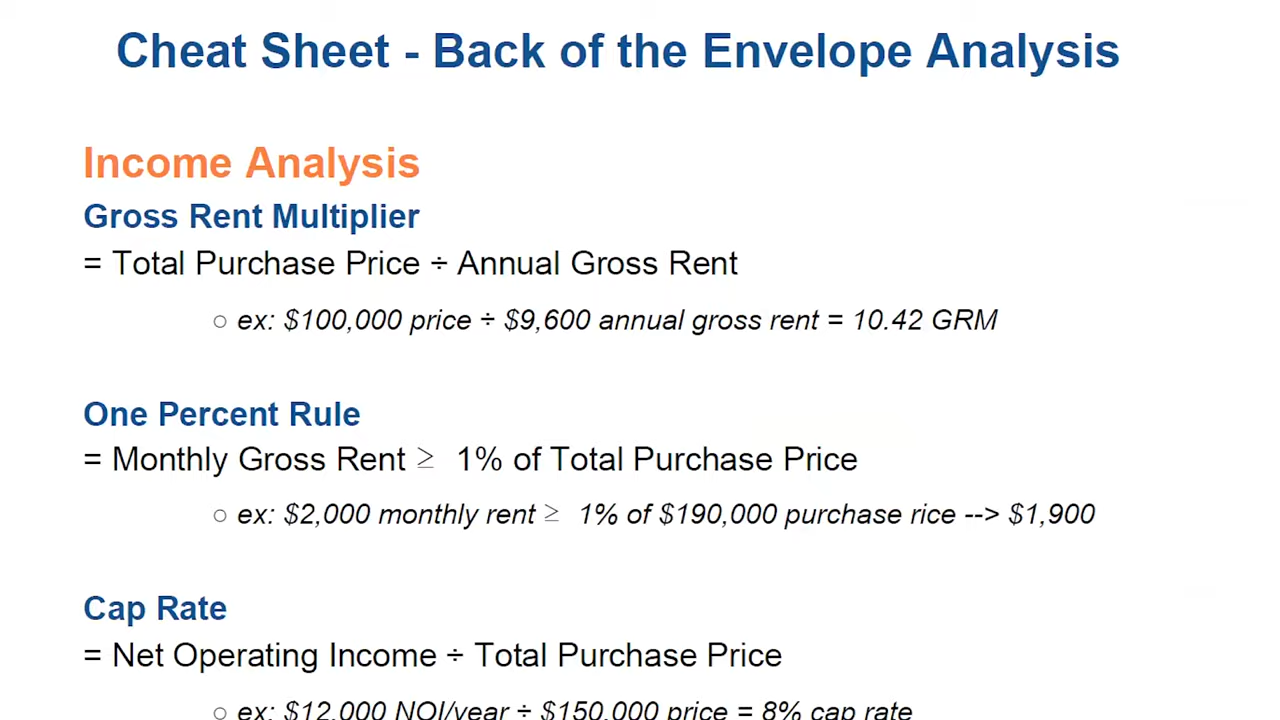 Cheat Sheet - Back of the Envelope Analysis
Income Analysis
Gross Rent Multiplier
= Total Purchase Price ÷ Annual Gross Rent
○ ex: $100,000 price ÷ $9,600 annual gross rent = 10.42 GRM
One Percent Rule
= Monthly Gross Rent ≥ 1% of Total Purchase Price
○ ex: $2,000 monthly rent ≥ 1% of $190,000 purchase rice --> $1,900
Cap Rate
= Net Operating Income ÷ Total Purchase Price
○ ex: $12,000 NOI/year ÷ $150,000 price = 8% cap rate